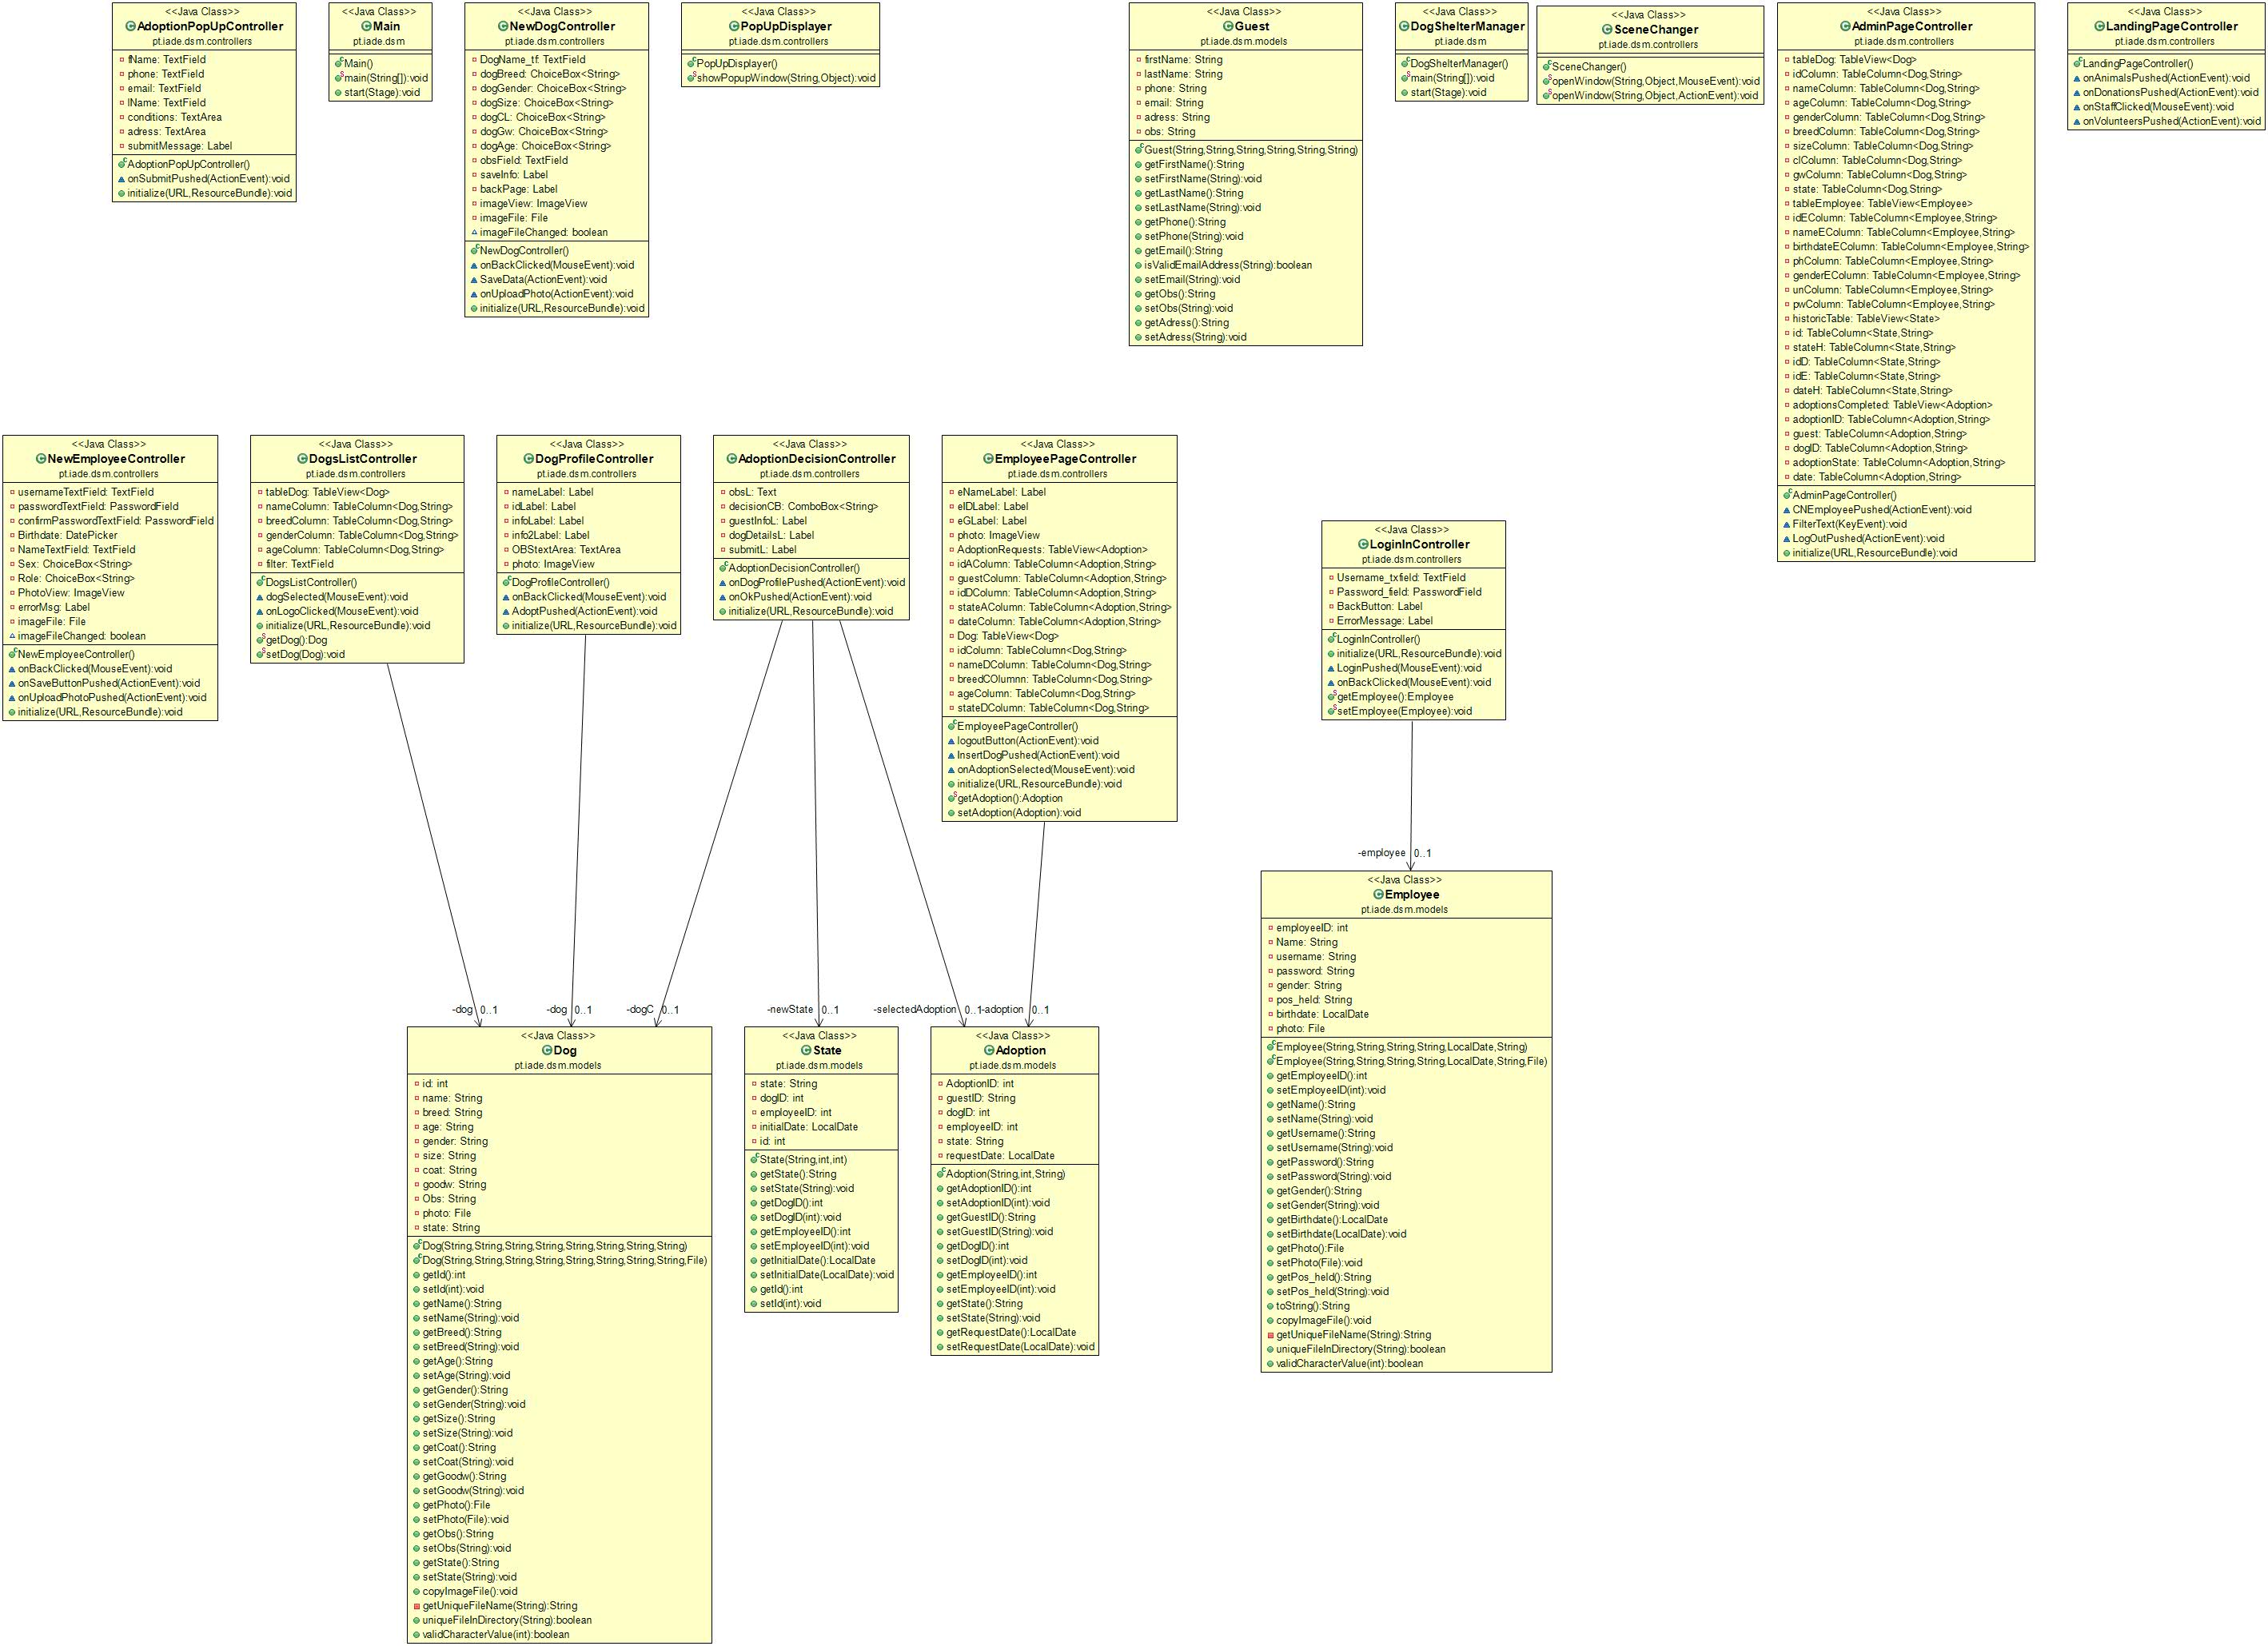 <<Java Class>>
AdoptionPopUpController
pt.iade.dsm.controllers
fName: TextField
phone: TextField
email: TextField
lName: TextField
conditions: TextArea
adress: TextArea
submitMessage: Label
AdoptionPopUpController()
onSubmitPushed(ActionEvent):void
initialize(URL,ResourceBundle):void
<<Java Class>>
Main
pt.iade.dsm
Main()
main(String[]):void
start(Stage):void
<<Java Class>>
NewDogController
pt.iade.dsm.controllers
DogName_tf: TextField
dogBreed: ChoiceBox<String>
dogGender: ChoiceBox<String>
dogSize: ChoiceBox<String>
dogCL: ChoiceBox<String>
dogGw: ChoiceBox<String>
dogAge: ChoiceBox<String>
obsField: TextField
saveInfo: Label
backPage: Label
imageView: ImageView
imageFile: File
imageFileChanged: boolean
NewDogController()
onBackClicked(MouseEvent):void
SaveData(ActionEvent):void
onUploadPhoto(ActionEvent):void
initialize(URL,ResourceBundle):void
<<Java Class>>
PopUpDisplayer
pt.iade.dsm.controllers
PopUpDisplayer()
showPopupWindow(String,Object):void
<<Java Class>>
Guest
pt.iade.dsm.models
firstName: String
lastName: String
phone: String
email: String
adress: String
obs: String
Guest(String,String,String,String,String,String)
getFirstName():String
setFirstName(String):void
getLastName():String
setLastName(String):void
getPhone():String
setPhone(String):void
getEmail():String
isValidEmailAddress(String):boolean
setEmail(String):void
getObs():String
setObs(String):void
getAdress():String
setAdress(String):void
<<Java Class>>
DogShelterManager
pt.iade.dsm
DogShelterManager()
main(String[]):void
start(Stage):void
<<Java Class>>
SceneChanger
pt.iade.dsm.controllers
SceneChanger()
openWindow(String,Object,MouseEvent):void
openWindow(String,Object,ActionEvent):void
<<Java Class>>
AdminPageController
pt.iade.dsm.controllers
tableDog: TableView<Dog>
idColumn: TableColumn<Dog,String>
nameColumn: TableColumn<Dog,String>
ageColumn: TableColumn<Dog,String>
genderColumn: TableColumn<Dog,String>
breedColumn: TableColumn<Dog,String>
sizeColumn: TableColumn<Dog,String>
clColumn: TableColumn<Dog,String>
gwColumn: TableColumn<Dog,String>
state: TableColumn<Dog,String>
tableEmployee: TableView<Employee>
idEColumn: TableColumn<Employee,String>
nameEColumn: TableColumn<Employee,String>
birthdateEColumn: TableColumn<Employee,String>
phColumn: TableColumn<Employee,String>
genderEColumn: TableColumn<Employee,String>
unColumn: TableColumn<Employee,String>
pwColumn: TableColumn<Employee,String>
historicTable: TableView<State>
id: TableColumn<State,String>
stateH: TableColumn<State,String>
idD: TableColumn<State,String>
idE: TableColumn<State,String>
dateH: TableColumn<State,String>
adoptionsCompleted: TableView<Adoption>
adoptionID: TableColumn<Adoption,String>
guest: TableColumn<Adoption,String>
dogID: TableColumn<Adoption,String>
adoptionState: TableColumn<Adoption,String>
date: TableColumn<Adoption,String>
AdminPageController()
CNEmployeePushed(ActionEvent):void
FilterText(KeyEvent):void
LogOutPushed(ActionEvent):void
initialize(URL,ResourceBundle):void
<<Java Class>>
LandingPageController
pt.iade.dsm.controllers
LandingPageController()
onAnimalsPushed(ActionEvent):void
onDonationsPushed(ActionEvent):void
onStaffClicked(MouseEvent):void
onVolunteersPushed(ActionEvent):void
<<Java Class>>
NewEmployeeController
pt.iade.dsm.controllers
usernameTextField: TextField
passwordTextField: PasswordField
confirmPasswordTextField: PasswordField
Birthdate: DatePicker
NameTextField: TextField
Sex: ChoiceBox<String>
Role: ChoiceBox<String>
PhotoView: ImageView
errorMsg: Label
imageFile: File
imageFileChanged: boolean
NewEmployeeController()
onBackClicked(MouseEvent):void
onSaveButtonPushed(ActionEvent):void
onUploadPhotoPushed(ActionEvent):void
initialize(URL,ResourceBundle):void
<<Java Class>>
DogsListController
pt.iade.dsm.controllers
tableDog: TableView<Dog>
nameColumn: TableColumn<Dog,String>
breedColumn: TableColumn<Dog,String>
genderColumn: TableColumn<Dog,String>
ageColumn: TableColumn<Dog,String>
filter: TextField
DogsListController()
dogSelected(MouseEvent):void
onLogoClicked(MouseEvent):void
initialize(URL,ResourceBundle):void
getDog():Dog
setDog(Dog):void
<<Java Class>>
DogProfileController
pt.iade.dsm.controllers
nameLabel: Label
idLabel: Label
infoLabel: Label
info2Label: Label
OBStextArea: TextArea
photo: ImageView
DogProfileController()
onBackClicked(MouseEvent):void
AdoptPushed(ActionEvent):void
initialize(URL,ResourceBundle):void
<<Java Class>>
AdoptionDecisionController
pt.iade.dsm.controllers
obsL: Text
decisionCB: ComboBox<String>
guestInfoL: Label
dogDetailsL: Label
submitL: Label
AdoptionDecisionController()
onDogProfilePushed(ActionEvent):void
onOkPushed(ActionEvent):void
initialize(URL,ResourceBundle):void
<<Java Class>>
EmployeePageController
pt.iade.dsm.controllers
eNameLabel: Label
eIDLabel: Label
eGLabel: Label
photo: ImageView
AdoptionRequests: TableView<Adoption>
idAColumn: TableColumn<Adoption,String>
guestColumn: TableColumn<Adoption,String>
idDColumn: TableColumn<Adoption,String>
stateAColumn: TableColumn<Adoption,String>
dateColumn: TableColumn<Adoption,String>
Dog: TableView<Dog>
idColumn: TableColumn<Dog,String>
nameDColumn: TableColumn<Dog,String>
breedCOlumnn: TableColumn<Dog,String>
ageColumn: TableColumn<Dog,String>
stateDColumn: TableColumn<Dog,String>
EmployeePageController()
logoutButton(ActionEvent):void
InsertDogPushed(ActionEvent):void
onAdoptionSelected(MouseEvent):void
initialize(URL,ResourceBundle):void
getAdoption():Adoption
setAdoption(Adoption):void
<<Java Class>>
LoginInController
pt.iade.dsm.controllers
Username_txfield: TextField
Password_field: PasswordField
BackButton: Label
ErrorMessage: Label
LoginInController()
initialize(URL,ResourceBundle):void
LoginPushed(MouseEvent):void
onBackClicked(MouseEvent):void
getEmployee():Employee
setEmployee(Employee):void
-employee 0..1
<<Java Class>>
Employee
pt.iade.dsm.models
employeeID: int
Name: String
username: String
password: String
gender: String
pos_held: String
birthdate: LocalDate
photo: File
Employee(String,String,String,String,LocalDate,String)
Employee(String,String,String,String,LocalDate,String,File)
getEmployeeID():int
setEmployeeID(int):void
getName():String
setName(String):void
getUsername():String
setUsername(String):void
getPassword():String
setPassword(String):void
getGender():String
setGender(String):void
getBirthdate():LocalDate
setBirthdate(LocalDate):void
getPhoto():File
setPhoto(File):void
getPos_held():String
setPos_held(String):void
toString():String
copyImageFile():void
getUniqueFileName(String):String
uniqueFileInDirectory(String):boolean
validCharacterValue(int):boolean
-dog 0..1
-dog 0..1
-dogC 0..1
-newState 0..1
-selectedAdoption 0..1
-adoption 0..1
<<Java Class>>
Dog
pt.iade.dsm.models
id: int
name: String
breed: String
age: String
gender: String
size: String
coat: String
goodw: String
Obs: String
photo: File
state: String
Dog(String,String,String,String,String,String,String,String)
Dog(String,String,String,String,String,String,String,String,File)
getId():int
setId(int):void
getName():String
setName(String):void
getBreed():String
setBreed(String):void
getAge():String
setAge(String):void
getGender():String
setGender(String):void
getSize():String
setSize(String):void
getCoat():String
setCoat(String):void
getGoodw():String
setGoodw(String):void
getPhoto():File
setPhoto(File):void
getObs():String
setObs(String):void
getState():String
setState(String):void
copyImageFile():void
getUniqueFileName(String):String
uniqueFileInDirectory(String):boolean
validCharacterValue(int):boolean
<<Java Class>>
State
pt.iade.dsm.models
state: String
dogID: int
employeeID: int
initialDate: LocalDate
id: int
State(String,int,int)
getState():String
setState(String):void
getDogID():int
setDogID(int):void
getEmployeeID():int
setEmployeeID(int):void
getInitialDate():LocalDate
setInitialDate(LocalDate):void
getId():int
setId(int):void
<<Java Class>>
Adoption
pt.iade.dsm.models
AdoptionID: int
guestID: String
dogID: int
employeeID: int
state: String
requestDate: LocalDate
Adoption(String,int,String)
getAdoptionID():int
setAdoptionID(int):void
getGuestID():String
setGuestID(String):void
getDogID():int
setDogID(int):void
getEmployeeID():int
setEmployeeID(int):void
getState():String
setState(String):void
getRequestDate():LocalDate
setRequestDate(LocalDate):void